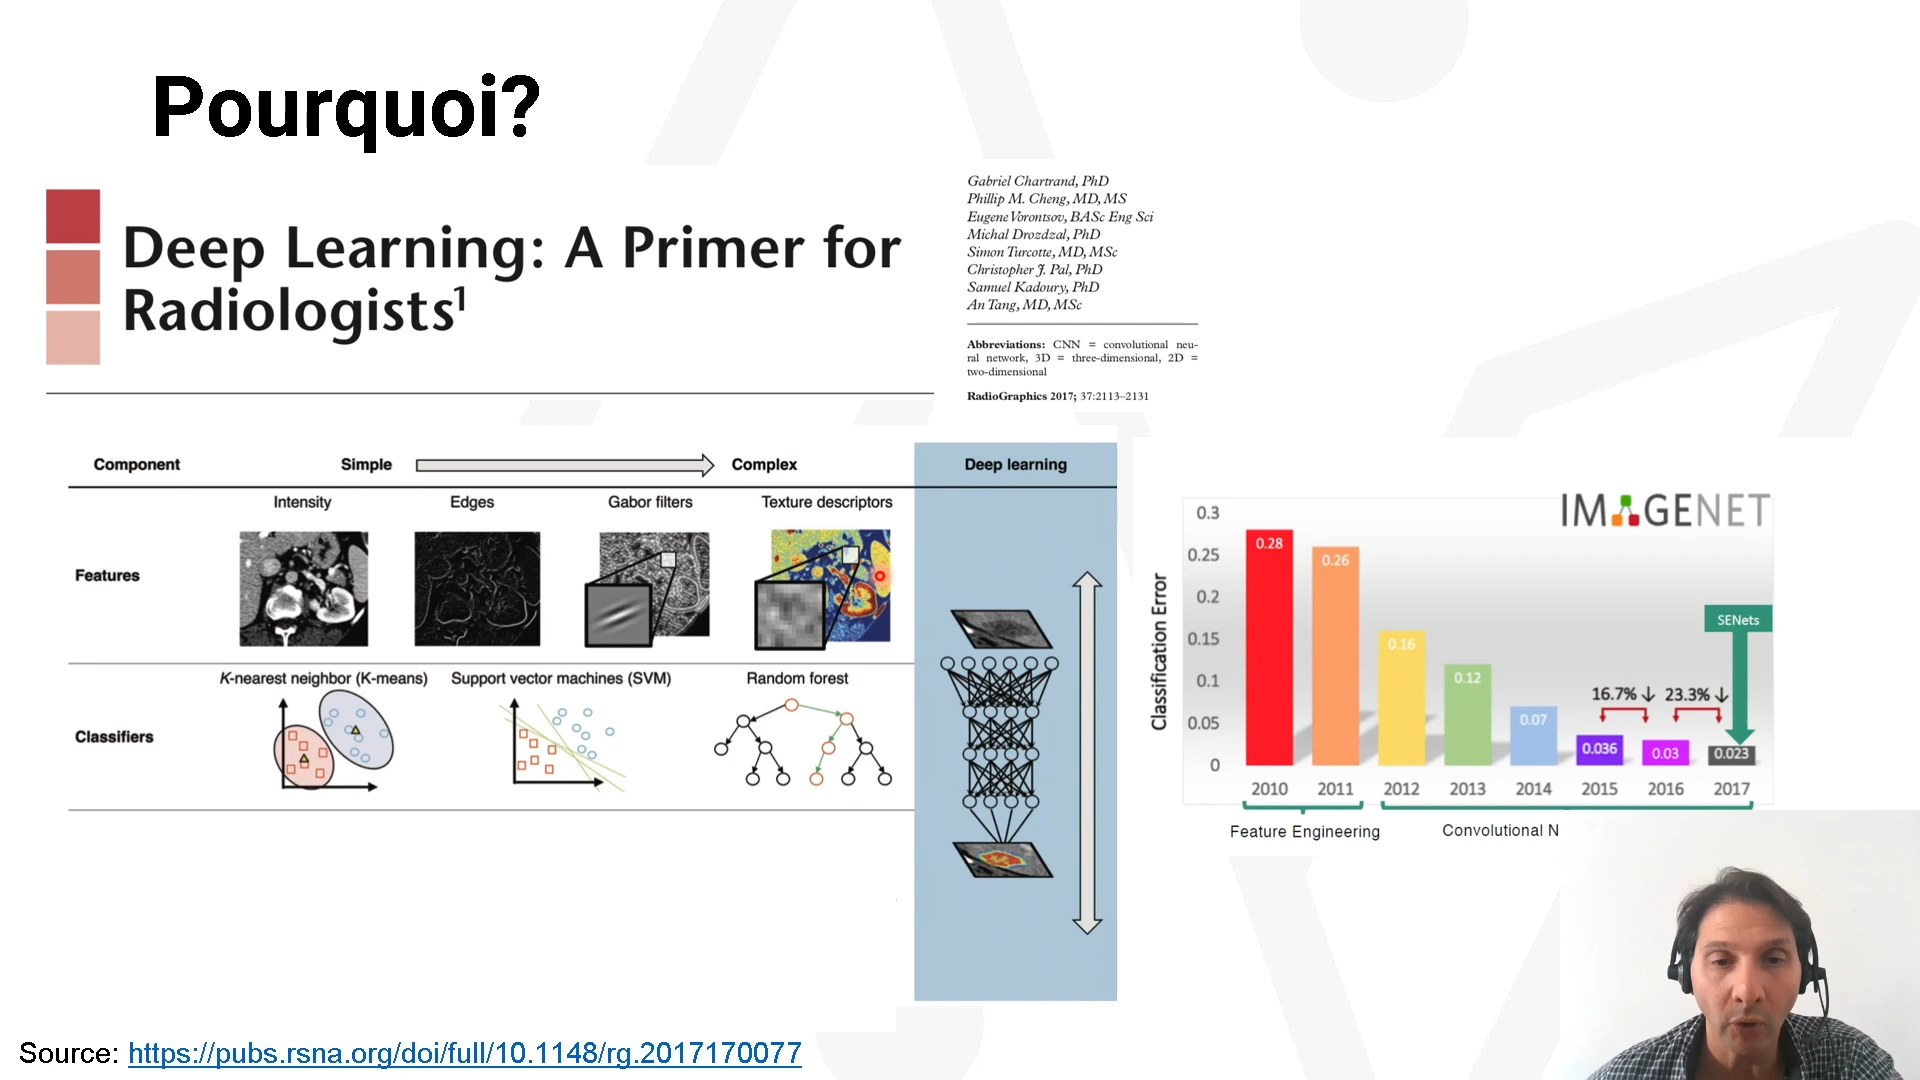 Pourquoi?
Deep Learning: A Primer for
Radiologists¹
Gabriel Chartrand, PhD
Phillip M. Cheng, MD, MS
Eugene Vorontsov, BASc Eng Sci
Michal Drozdzal, PhD
Simon Turcotte, MD, MSc
Christopher J. Pal, PhD
Samuel Kadoury, PhD
An Tang, MD, MSc
Abbreviations: CNN = convolutional neu-
ral network, 3D = three-dimensional, 2D =
two-dimensional
RadioGraphics 2017; 37:2113–2131
Component Simple Complex Deep learning
Intensity Edges Gabor filters Texture descriptors
Features
K-nearest neighbor (K-means) Support vector machines (SVM) Random forest
Classifiers
IMAGENET
Classification Error
0.3
0.25
0.2
0.15
0.1
0.05
0
0.28
0.26
0.16
0.12
0.07
0.036
0.03
0.023
SENets
16.7% ↓ 23.3% ↓
2010 2011 2012 2013 2014 2015 2016 2017
Feature Engineering Convolutional N
Source: https://pubs.rsna.org/doi/full/10.1148/rg.2017170077